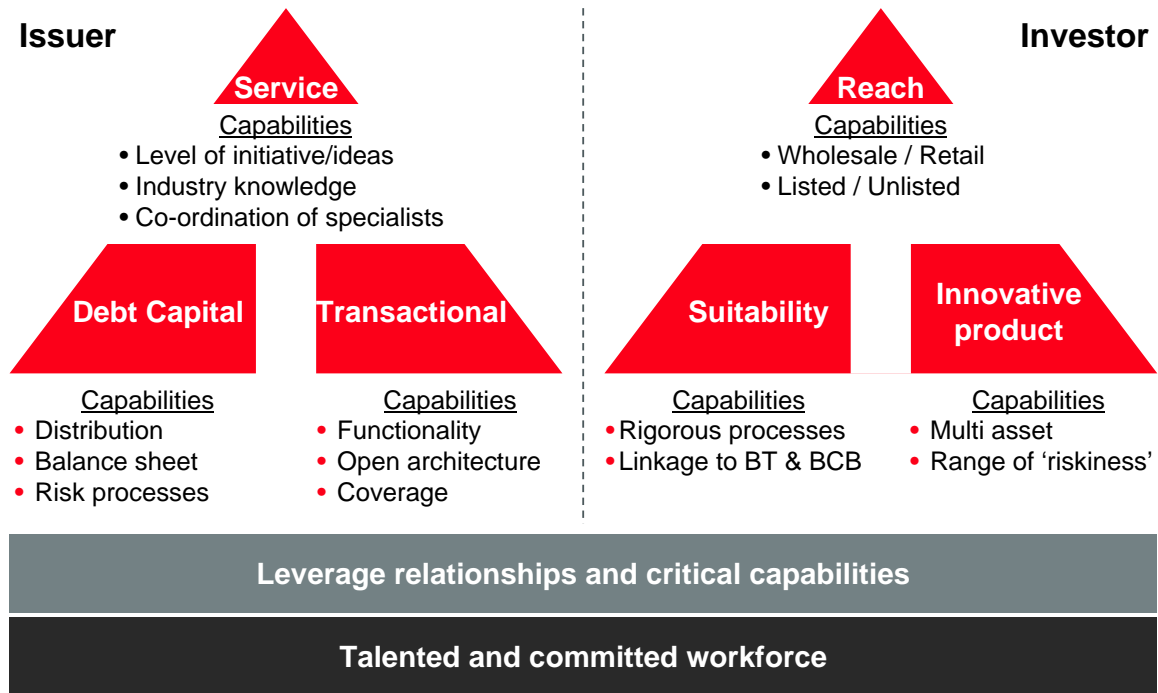 Issuer
Service
Capabilities
• Level of initiative/ideas
• Industry knowledge
• Co-ordination of specialists
Debt Capital
Transactional
Capabilities
• Distribution
• Balance sheet
• Risk processes
Capabilities
• Functionality
• Open architecture
• Coverage
Investor
Reach
Capabilities
• Wholesale / Retail
• Listed / Unlisted
Suitability
Innovative
product
Capabilities
•Rigorous processes
•Linkage to BT & BCB
Capabilities
• Multi asset
• Range of ‘riskiness’
Leverage relationships and critical capabilities
Talented and committed workforce